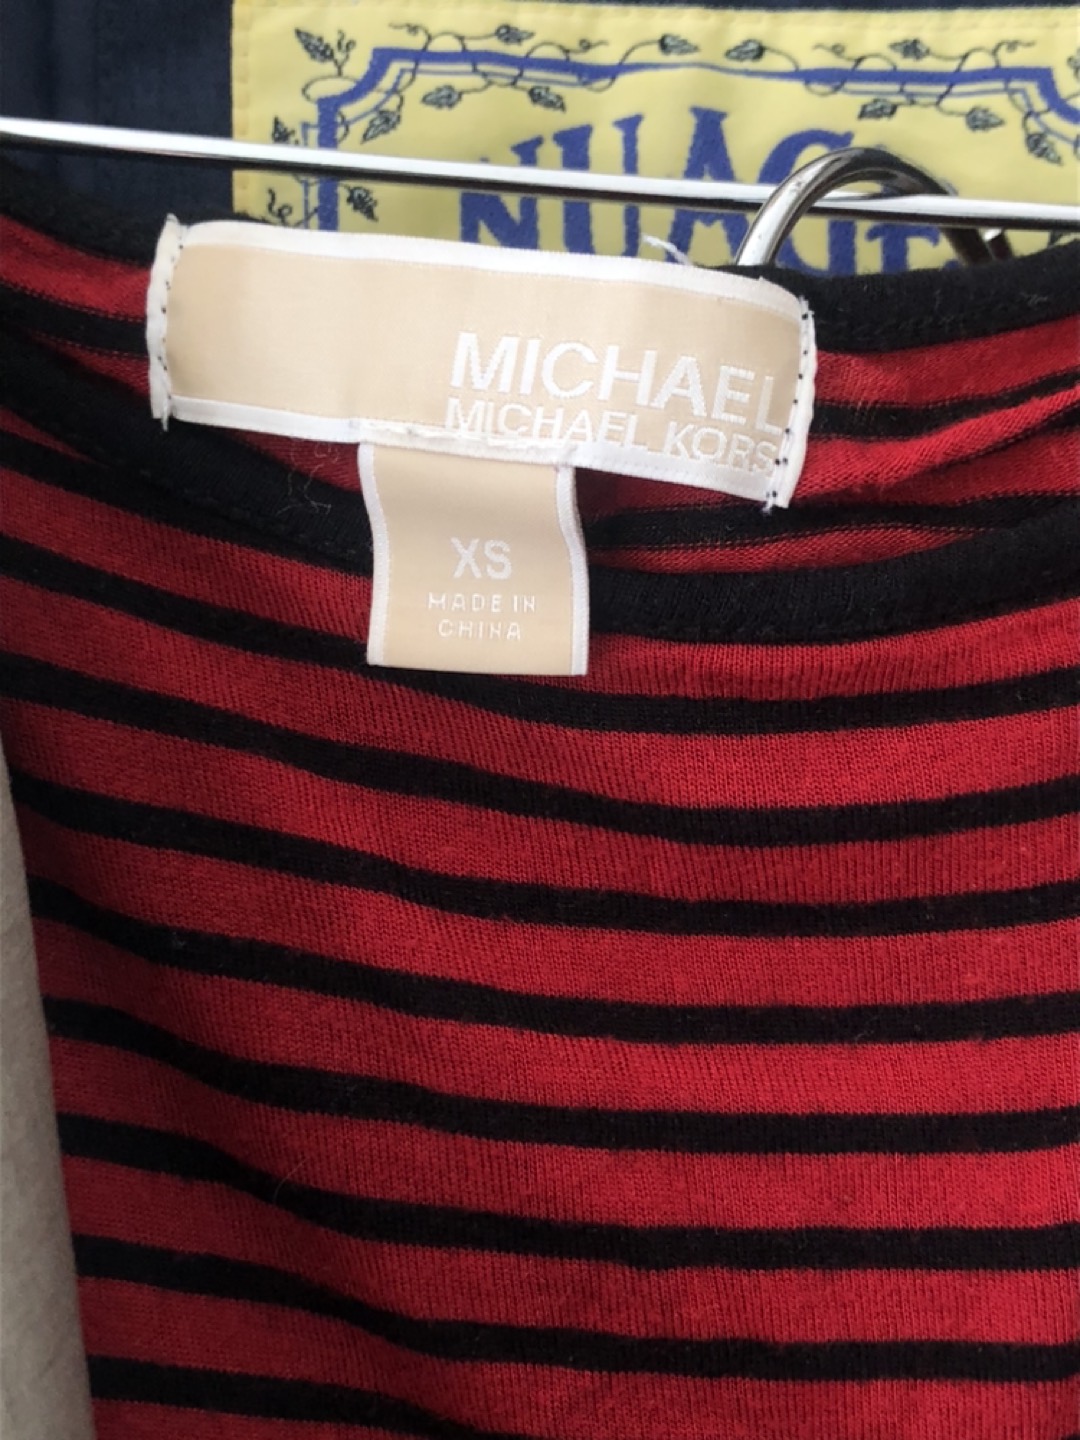 NUAGE
MICHAEL
MICHAEL KORS
XS
MADE IN
CHINA